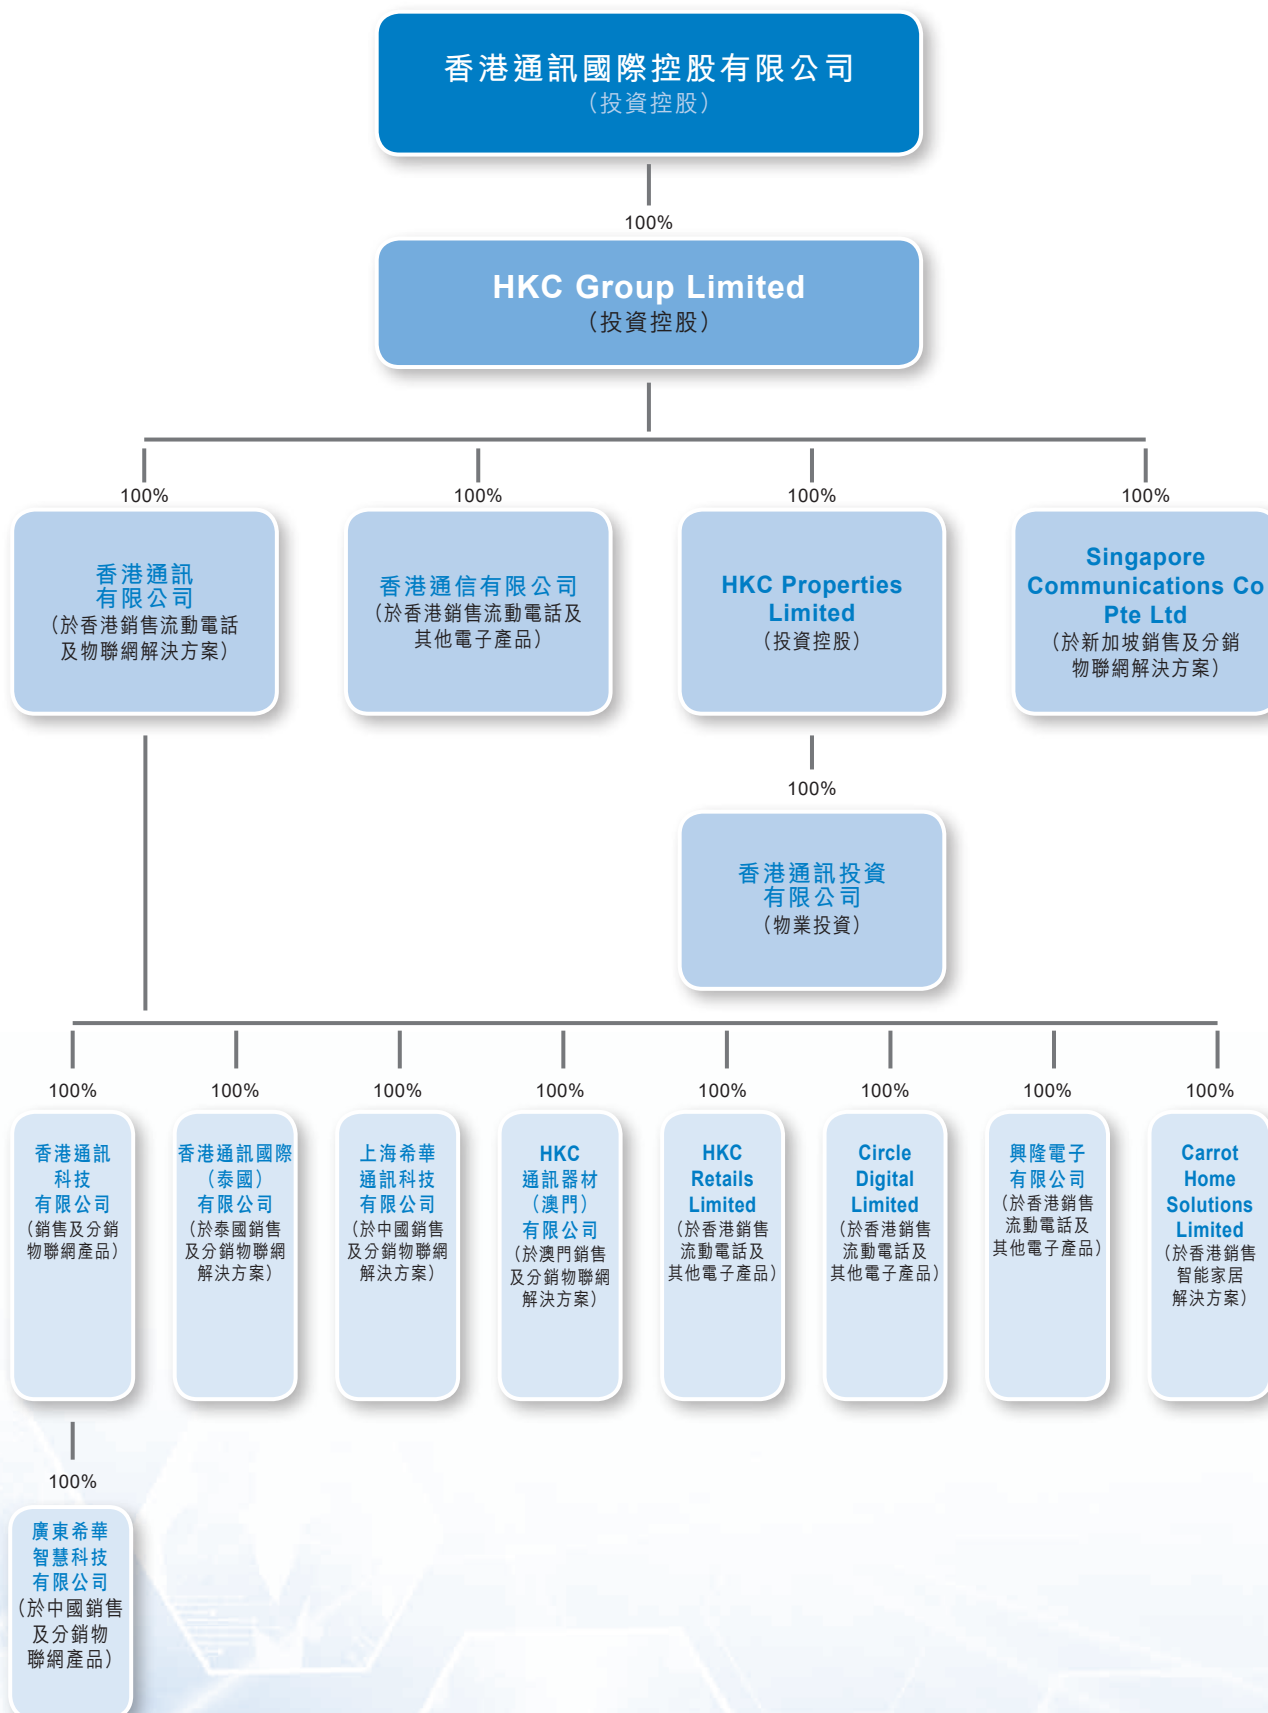 香港通訊國際控股有限公司
（投資控股）
100%
HKC Group Limited
（投資控股）
100%
100%
100%
100%
香港通訊
有限公司
（於香港銷售流動電話
及物聯網解決方案）
香港通信有限公司
（於香港銷售流動電話及
其他電子產品）
HKC Properties
Limited
（投資控股）
Singapore
Communications Co
Pte Ltd
（於新加坡銷售及分銷
物聯網解決方案）
100%
香港通訊投資
有限公司
（物業投資）
100%
100%
100%
100%
100%
100%
100%
100%
香港通訊
科技
有限公司
（銷售及分銷
物聯網產品）
香港通訊國際
（泰國）
有限公司
（於泰國銷售
及分銷物聯網
解決方案）
上海希華
通訊科技
有限公司
（於中國銷售
及分銷物聯網
解決方案）
HKC
通訊器材
（澳門）
有限公司
（於澳門銷售
及分銷物聯網
解決方案）
HKC
Retails
Limited
（於香港銷售
流動電話及
其他電子產品）
Circle
Digital
Limited
（於香港銷售
流動電話及
其他電子產品）
興隆電子
有限公司
（於香港銷售
流動電話及
其他電子產品）
Carrot
Home
Solutions
Limited
（於香港銷售
智能家居
解決方案）
100%
廣東希華
智慧科技
有限公司
（於中國銷售
及分銷物
聯網產品）